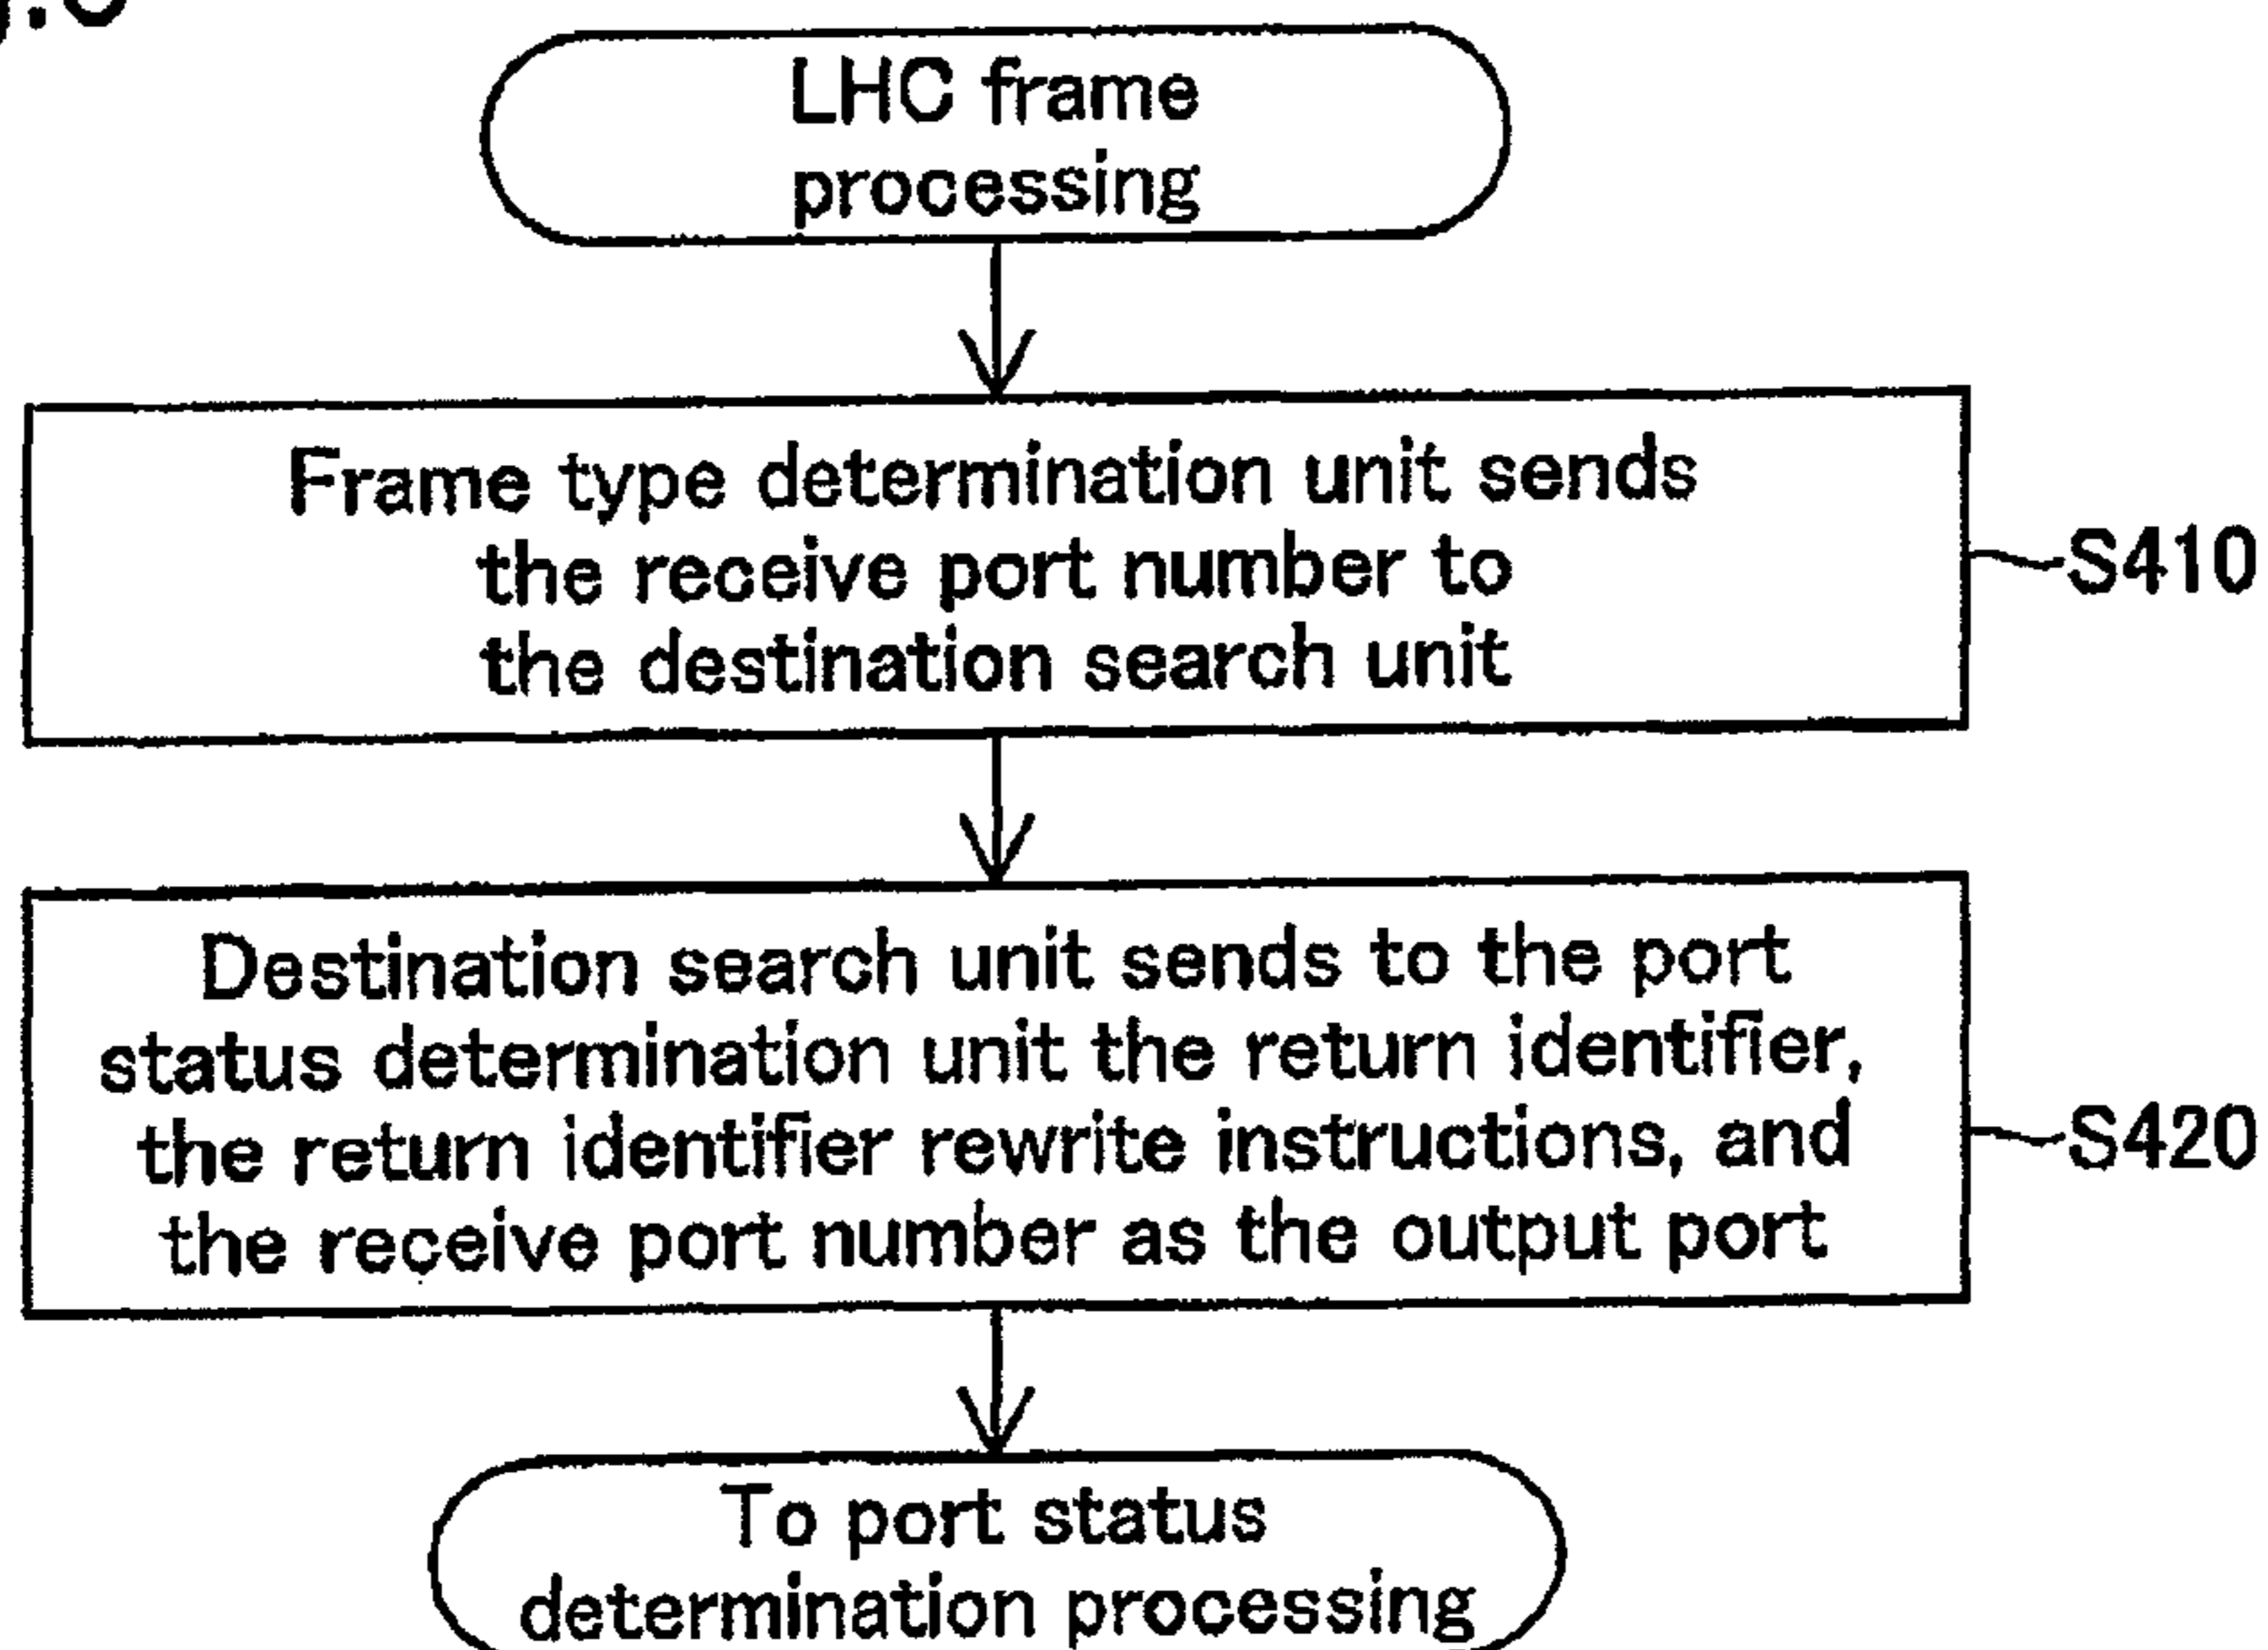 LHC frame
processing
Frame type determination unit sends
the receive port number to
the destination search unit
S410
Destination search unit sends to the port
status determination unit the return identifier,
the return identifier rewrite instructions, and
the receive port number as the output port
S420
To port status
determination processing